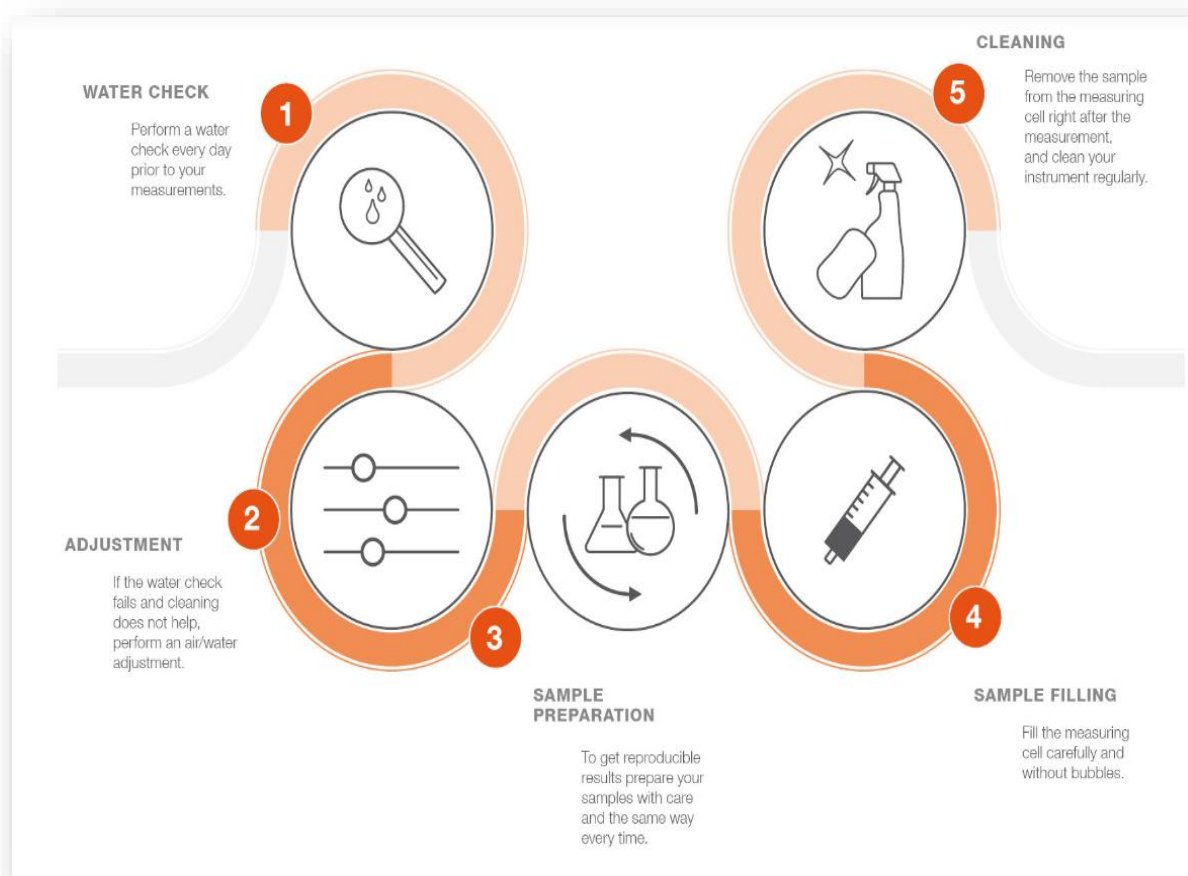 1
WATER CHECK
Perform a water
check every day
prior to your
measurements.
2
ADJUSTMENT
If the water check
fails and cleaning
does not help,
perform an air/water
adjustment.
3
SAMPLE
PREPARATION
To get reproducible
results prepare your
samples with care
and the same way
every time.
4
SAMPLE FILLING
Fill the measuring
cell carefully and
without bubbles.
5
CLEANING
Remove the sample
from the measuring
cell right after the
measurement,
and clean your
instrument regularly.